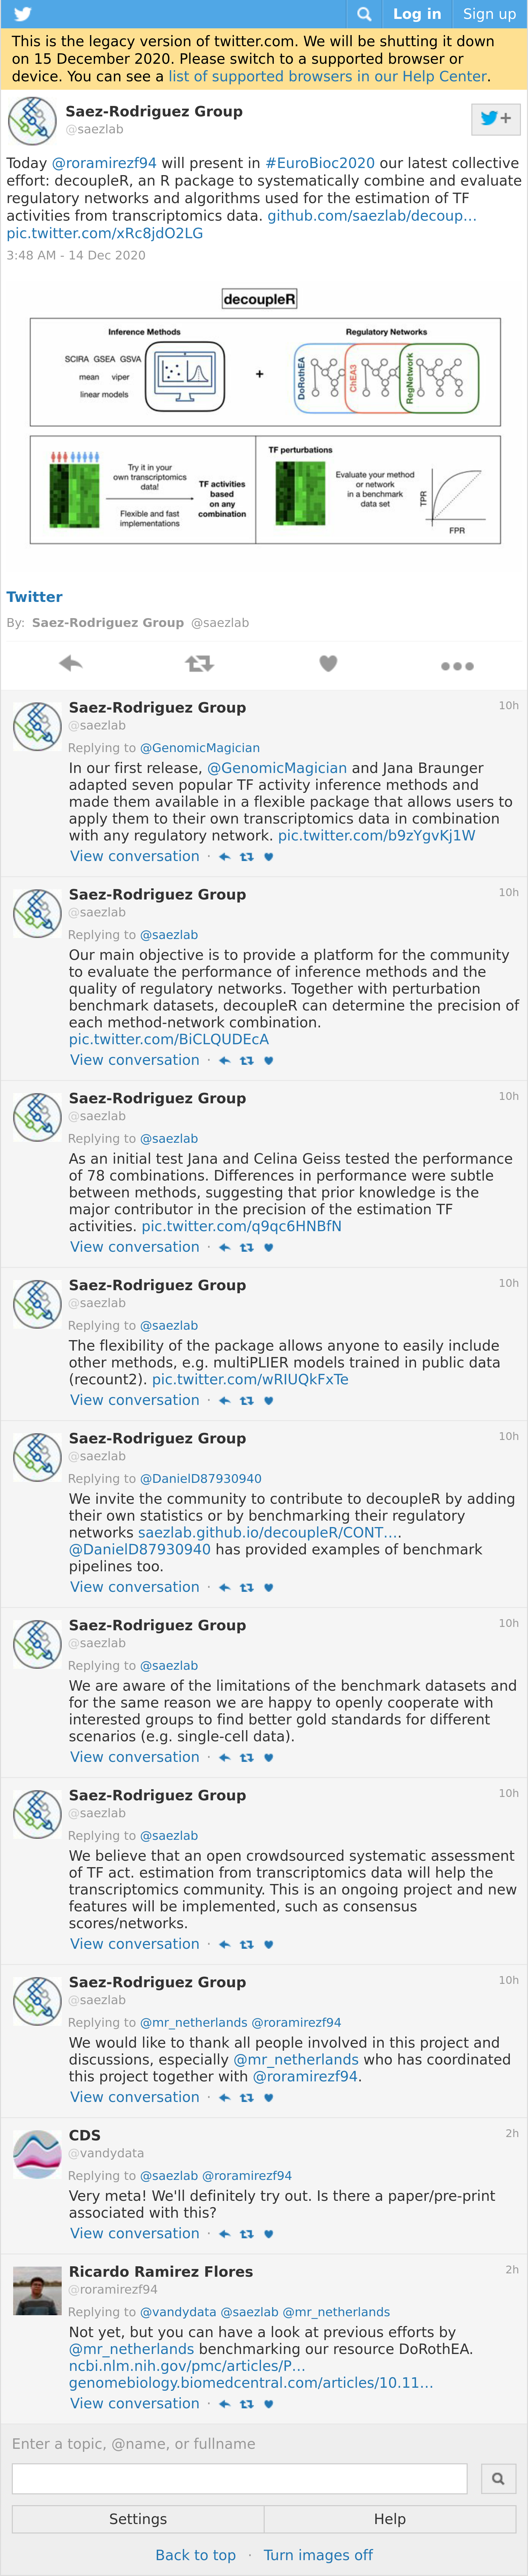 Log in
Sign up
This is the legacy version of twitter.com. We will be shutting it down
on 15 December 2020. Please switch to a supported browser or
device. You can see a list of supported browsers in our Help Center.
Saez-Rodriguez Group
@saezlab
Today @roramirezf94 will present in #EuroBioc2020 our latest collective
effort: decoupleR, an R package to systematically combine and evaluate
regulatory networks and algorithms used for the estimation of TF
activities from transcriptomics data. github.com/saezlab/decoup…
pic.twitter.com/xRc8jdO2LG
3:48 AM - 14 Dec 2020
decoupleR
Inference Methods
SCIRA GSEA GSVA
mean viper
linear models
+
Regulatory Networks
DoRothEA
ChEA3
RegNetwork
Try it in your
own transcriptomics
data!
Flexible and fast
implementations
TF activities
based
on any
combination
TF perturbations
Evaluate your method
or network
in a benchmark
data set
TPR
FPR
Twitter
By: Saez-Rodriguez Group @saezlab
Saez-Rodriguez Group
10h
@saezlab
Replying to @GenomicMagician
In our first release, @GenomicMagician and Jana Braunger
adapted seven popular TF activity inference methods and
made them available in a flexible package that allows users to
apply them to their own transcriptomics data in combination
with any regulatory network. pic.twitter.com/b9zYgvKj1W
View conversation ·
Saez-Rodriguez Group
10h
@saezlab
Replying to @saezlab
Our main objective is to provide a platform for the community
to evaluate the performance of inference methods and the
quality of regulatory networks. Together with perturbation
benchmark datasets, decoupleR can determine the precision of
each method-network combination.
pic.twitter.com/BiCLQUDEcA
View conversation ·
Saez-Rodriguez Group
10h
@saezlab
Replying to @saezlab
As an initial test Jana and Celina Geiss tested the performance
of 78 combinations. Differences in performance were subtle
between methods, suggesting that prior knowledge is the
major contributor in the precision of the estimation TF
activities. pic.twitter.com/q9qc6HNBfN
View conversation ·
Saez-Rodriguez Group
10h
@saezlab
Replying to @saezlab
The flexibility of the package allows anyone to easily include
other methods, e.g. multiPLIER models trained in public data
(recount2). pic.twitter.com/wRIUQkFxTe
View conversation ·
Saez-Rodriguez Group
10h
@saezlab
Replying to @DanielD87930940
We invite the community to contribute to decoupleR by adding
their own statistics or by benchmarking their regulatory
networks saezlab.github.io/decoupleR/CONT….
@DanielD87930940 has provided examples of benchmark
pipelines too.
View conversation ·
Saez-Rodriguez Group
10h
@saezlab
Replying to @saezlab
We are aware of the limitations of the benchmark datasets and
for the same reason we are happy to openly cooperate with
interested groups to find better gold standards for different
scenarios (e.g. single-cell data).
View conversation ·
Saez-Rodriguez Group
10h
@saezlab
Replying to @saezlab
We believe that an open crowdsourced systematic assessment
of TF act. estimation from transcriptomics data will help the
transcriptomics community. This is an ongoing project and new
features will be implemented, such as consensus
scores/networks.
View conversation ·
Saez-Rodriguez Group
10h
@saezlab
Replying to @mr_netherlands @roramirezf94
We would like to thank all people involved in this project and
discussions, especially @mr_netherlands who has coordinated
this project together with @roramirezf94.
View conversation ·
CDS
2h
@vandydata
Replying to @saezlab @roramirezf94
Very meta! We'll definitely try out. Is there a paper/pre-print
associated with this?
View conversation ·
Ricardo Ramirez Flores
2h
@roramirezf94
Replying to @vandydata @saezlab @mr_netherlands
Not yet, but you can have a look at previous efforts by
@mr_netherlands benchmarking our resource DoRothEA.
ncbi.nlm.nih.gov/pmc/articles/P…
genomebiology.biomedcentral.com/articles/10.11…
View conversation ·
Enter a topic, @name, or fullname
Settings
Help
Back to top · Turn images off